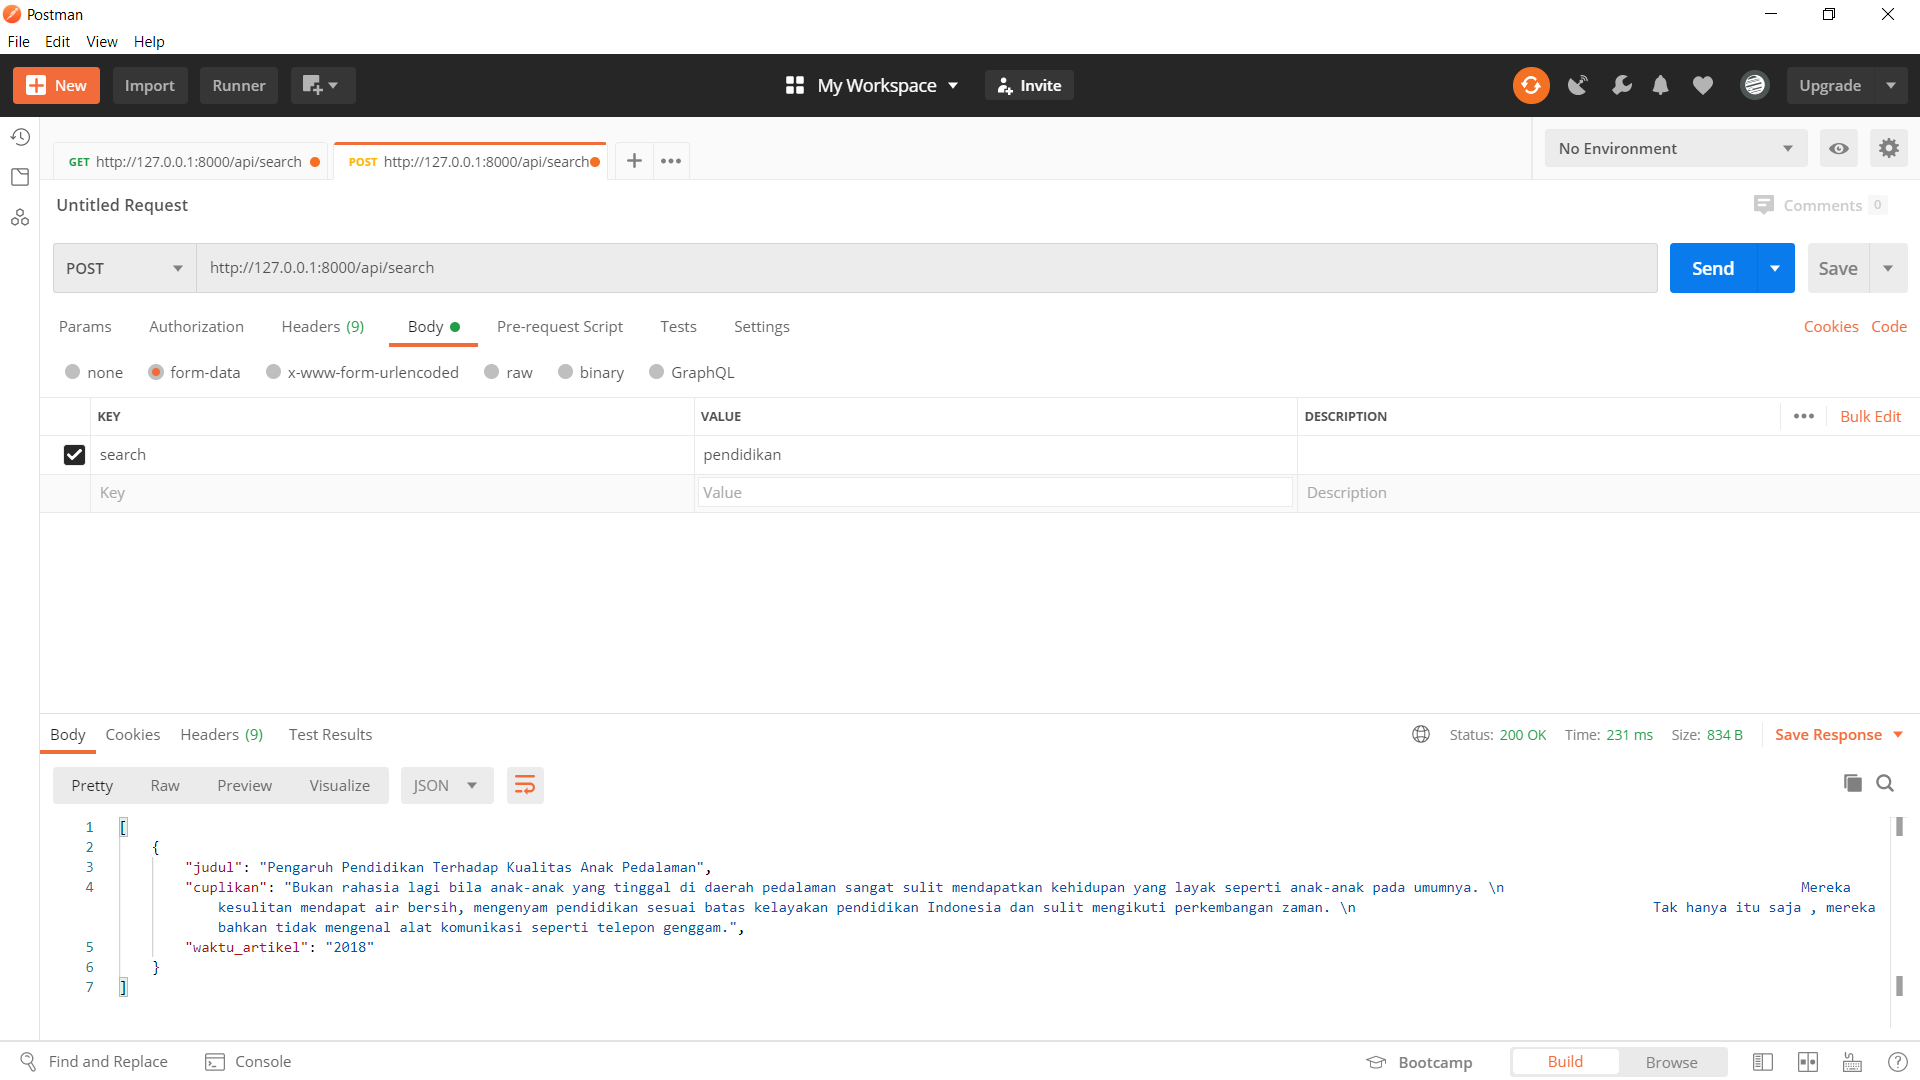 Postman
File Edit View Help
New Import Runner My Workspace Invite Upgrade
GET http://127.0.0.1:8000/api/search POST http://127.0.0.1:8000/api/search No Environment
Untitled Request Comments 0
POST http://127.0.0.1:8000/api/search Send Save
Params Authorization Headers (9) Body Pre-request Script Tests Settings Cookies Code
none form-data x-www-form-urlencoded raw binary GraphQL
KEY VALUE DESCRIPTION Bulk Edit
search pendidikan
Key Value Description
Body Cookies Headers (9) Test Results Status: 200 OK Time: 231 ms Size: 834 B Save Response
Pretty Raw Preview Visualize JSON
1 [
2 {
3 "judul": "Pengaruh Pendidikan Terhadap Kualitas Anak Pedalaman",
4 "cuplikan": "Bukan rahasia lagi bila anak-anak yang tinggal di daerah pedalaman sangat sulit mendapatkan kehidupan yang layak seperti anak-anak pada umumnya. \n Mereka
kesulitan mendapat air bersih, mengenyam pendidikan sesuai batas kelayakan pendidikan Indonesia dan sulit mengikuti perkembangan zaman. \n Tak hanya itu saja , mereka
bahkan tidak mengenal alat komunikasi seperti telepon genggam.",
5 "waktu_artikel": "2018"
6 }
7 ]
Find and Replace Console Bootcamp Build Browse